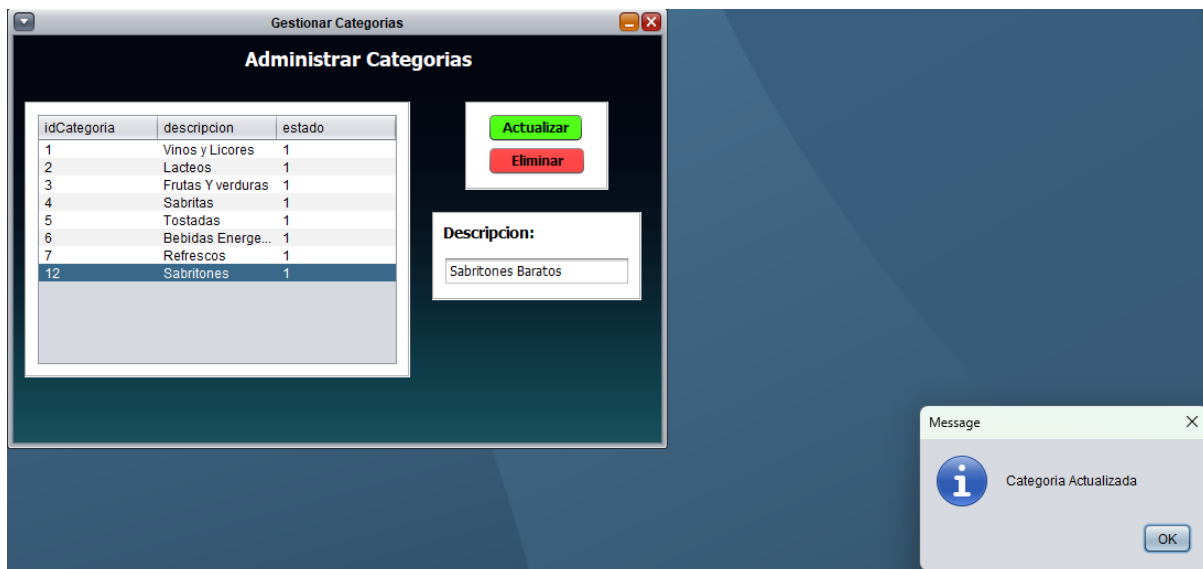 Gestionar Categorias
Administrar Categorias
idCategoria descripcion estado
1 Vinos y Licores 1
2 Lacteos 1
3 Frutas Y verduras 1
4 Sabritas 1
5 Tostadas 1
6 Bebidas Energe... 1
7 Refrescos 1
12 Sabritones 1
Actualizar
Eliminar
Descripcion:
Sabritones Baratos
Message
Categoria Actualizada
OK